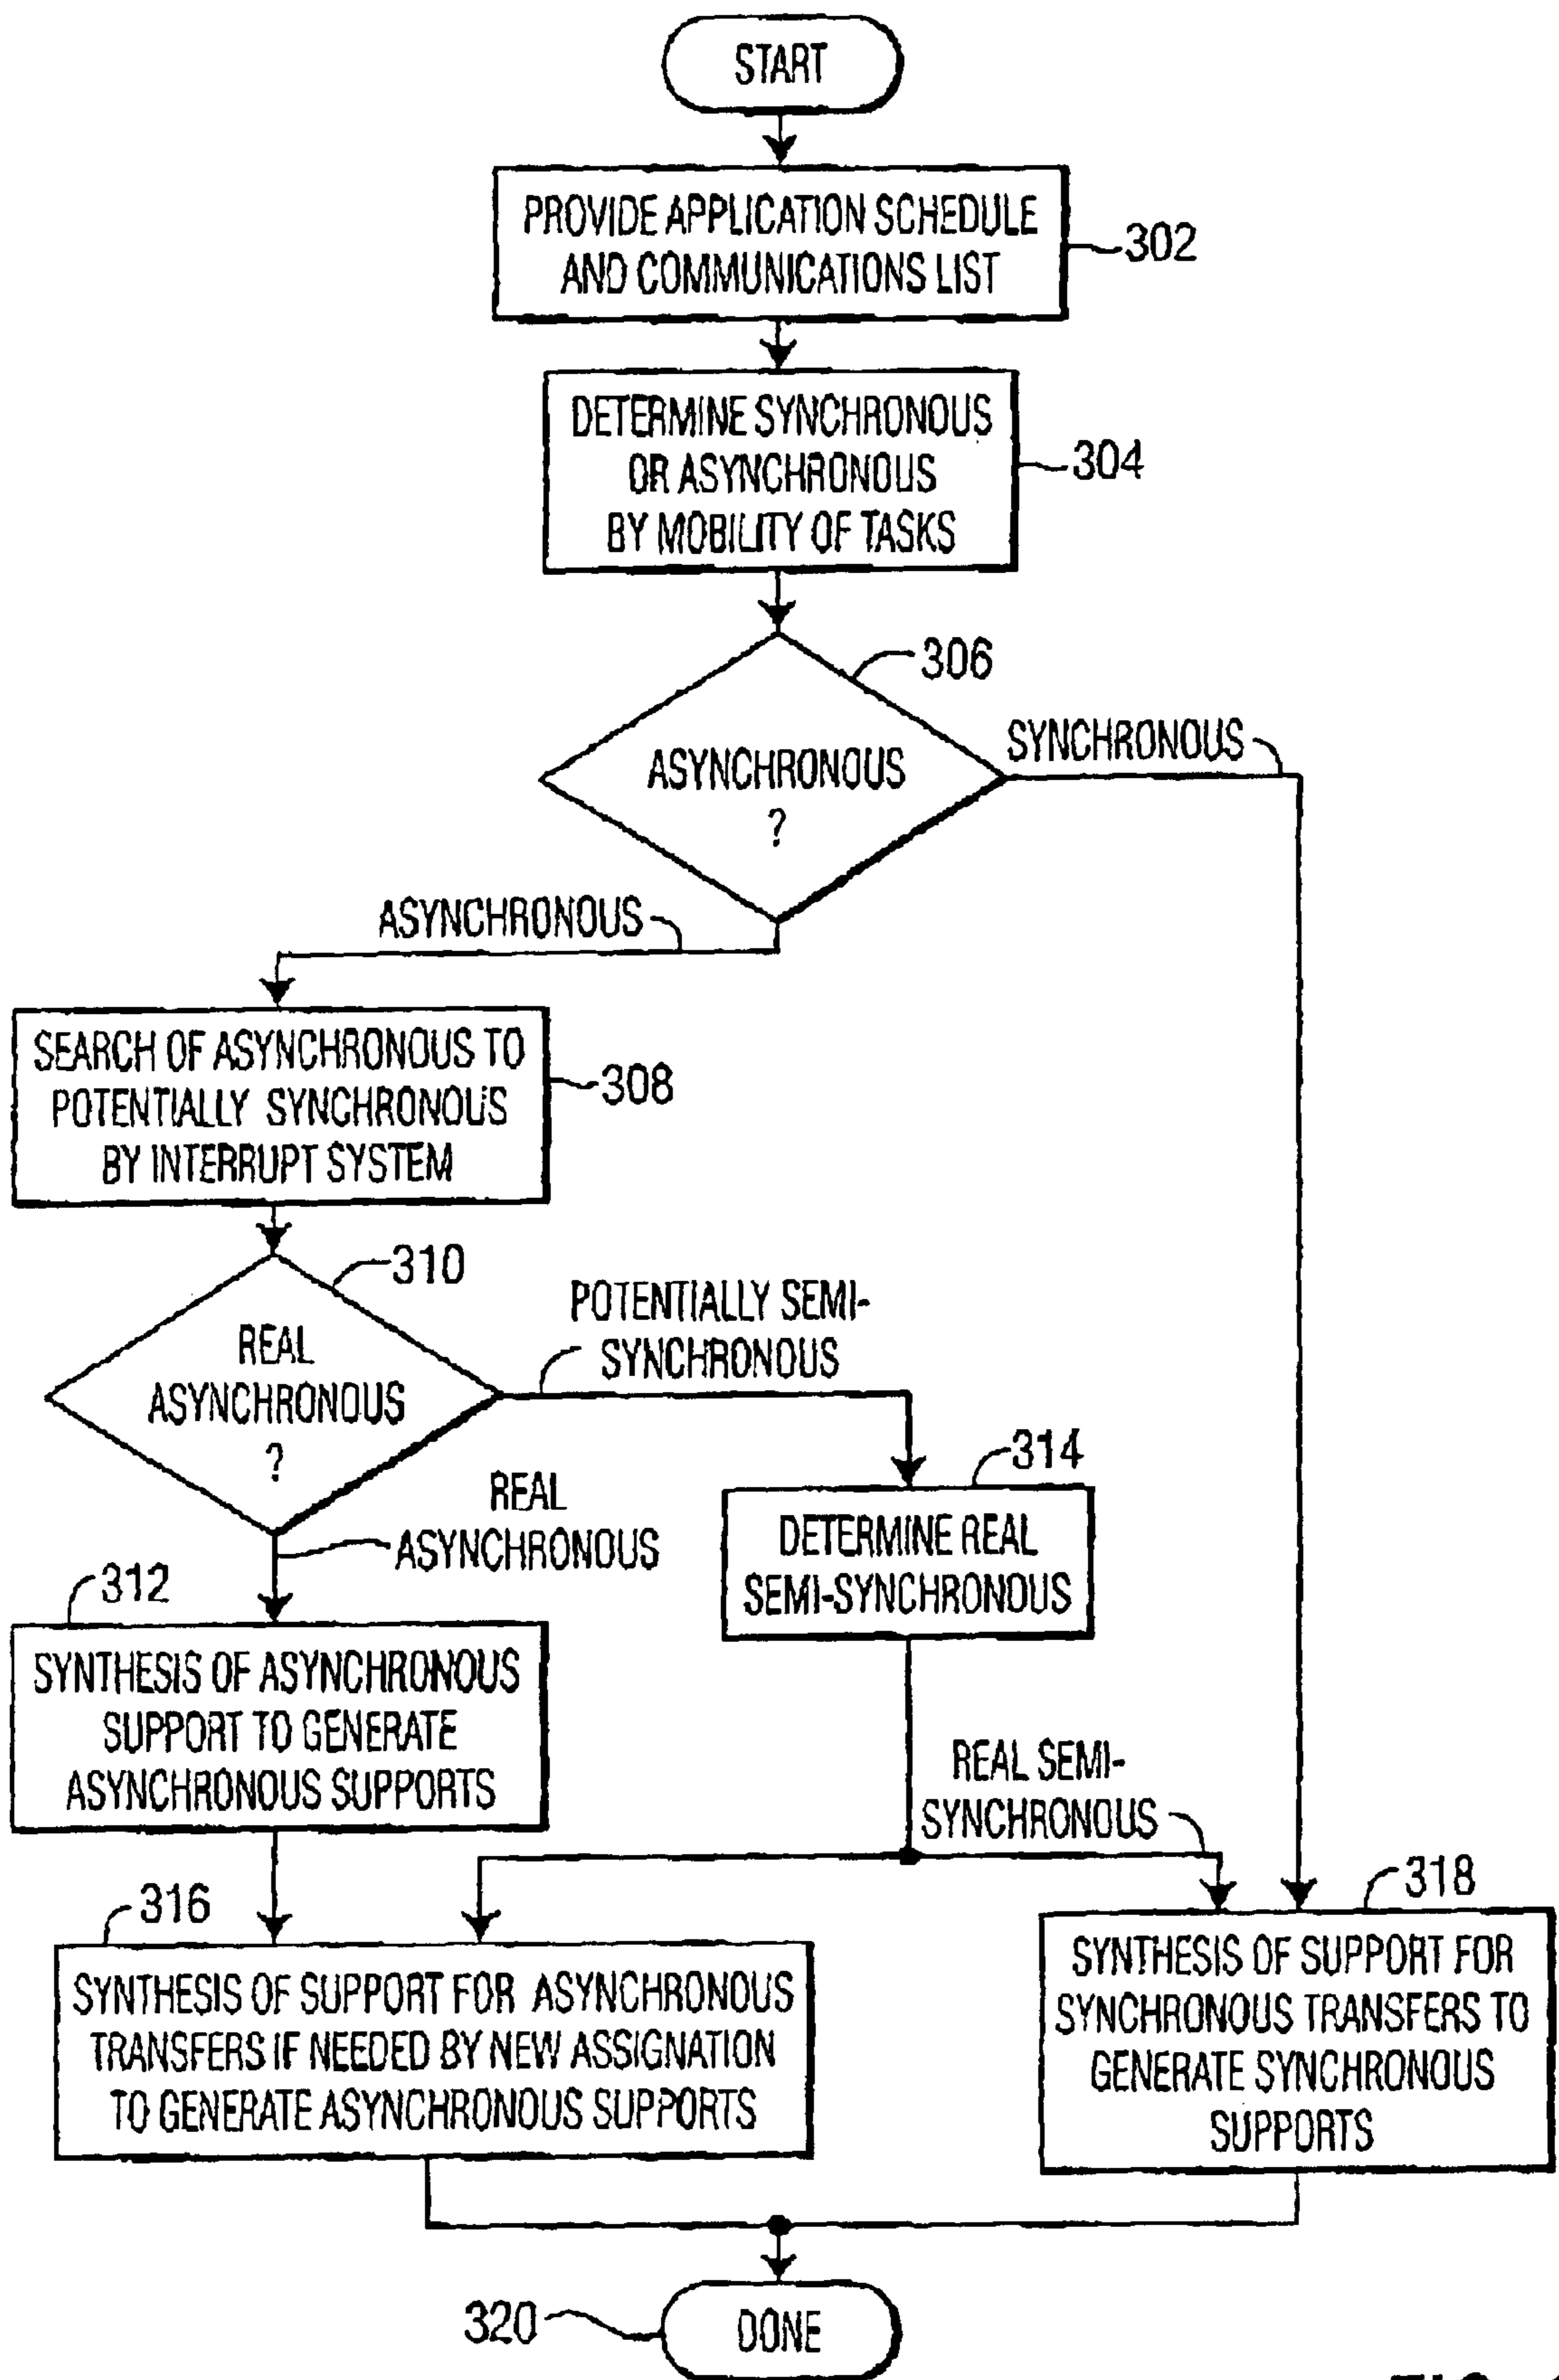 START
PROVIDE APPLICATION SCHEDULE
AND COMMUNICATIONS LIST
302
DETERMINE SYNCHRONOUS
OR ASYNCHRONOUS
BY MOBILITY OF TASKS
304
306
ASYNCHRONOUS
?
SYNCHRONOUS
ASYNCHRONOUS
SEARCH OF ASYNCHRONOUS TO
POTENTIALLY SYNCHRONOUS
BY INTERRUPT SYSTEM
308
310
REAL
ASYNCHRONOUS
?
POTENTIALLY SEMI-
SYNCHRONOUS
REAL
ASYNCHRONOUS
314
DETERMINE REAL
SEMI-SYNCHRONOUS
312
SYNTHESIS OF ASYNCHRONOUS
SUPPORT TO GENERATE
ASYNCHRONOUS SUPPORTS
REAL SEMI-
SYNCHRONOUS
316
SYNTHESIS OF SUPPORT FOR ASYNCHRONOUS
TRANSFERS IF NEEDED BY NEW ASSIGNATION
TO GENERATE ASYNCHRONOUS SUPPORTS
318
SYNTHESIS OF SUPPORT FOR
SYNCHRONOUS TRANSFERS TO
GENERATE SYNCHRONOUS
SUPPORTS
320
DONE